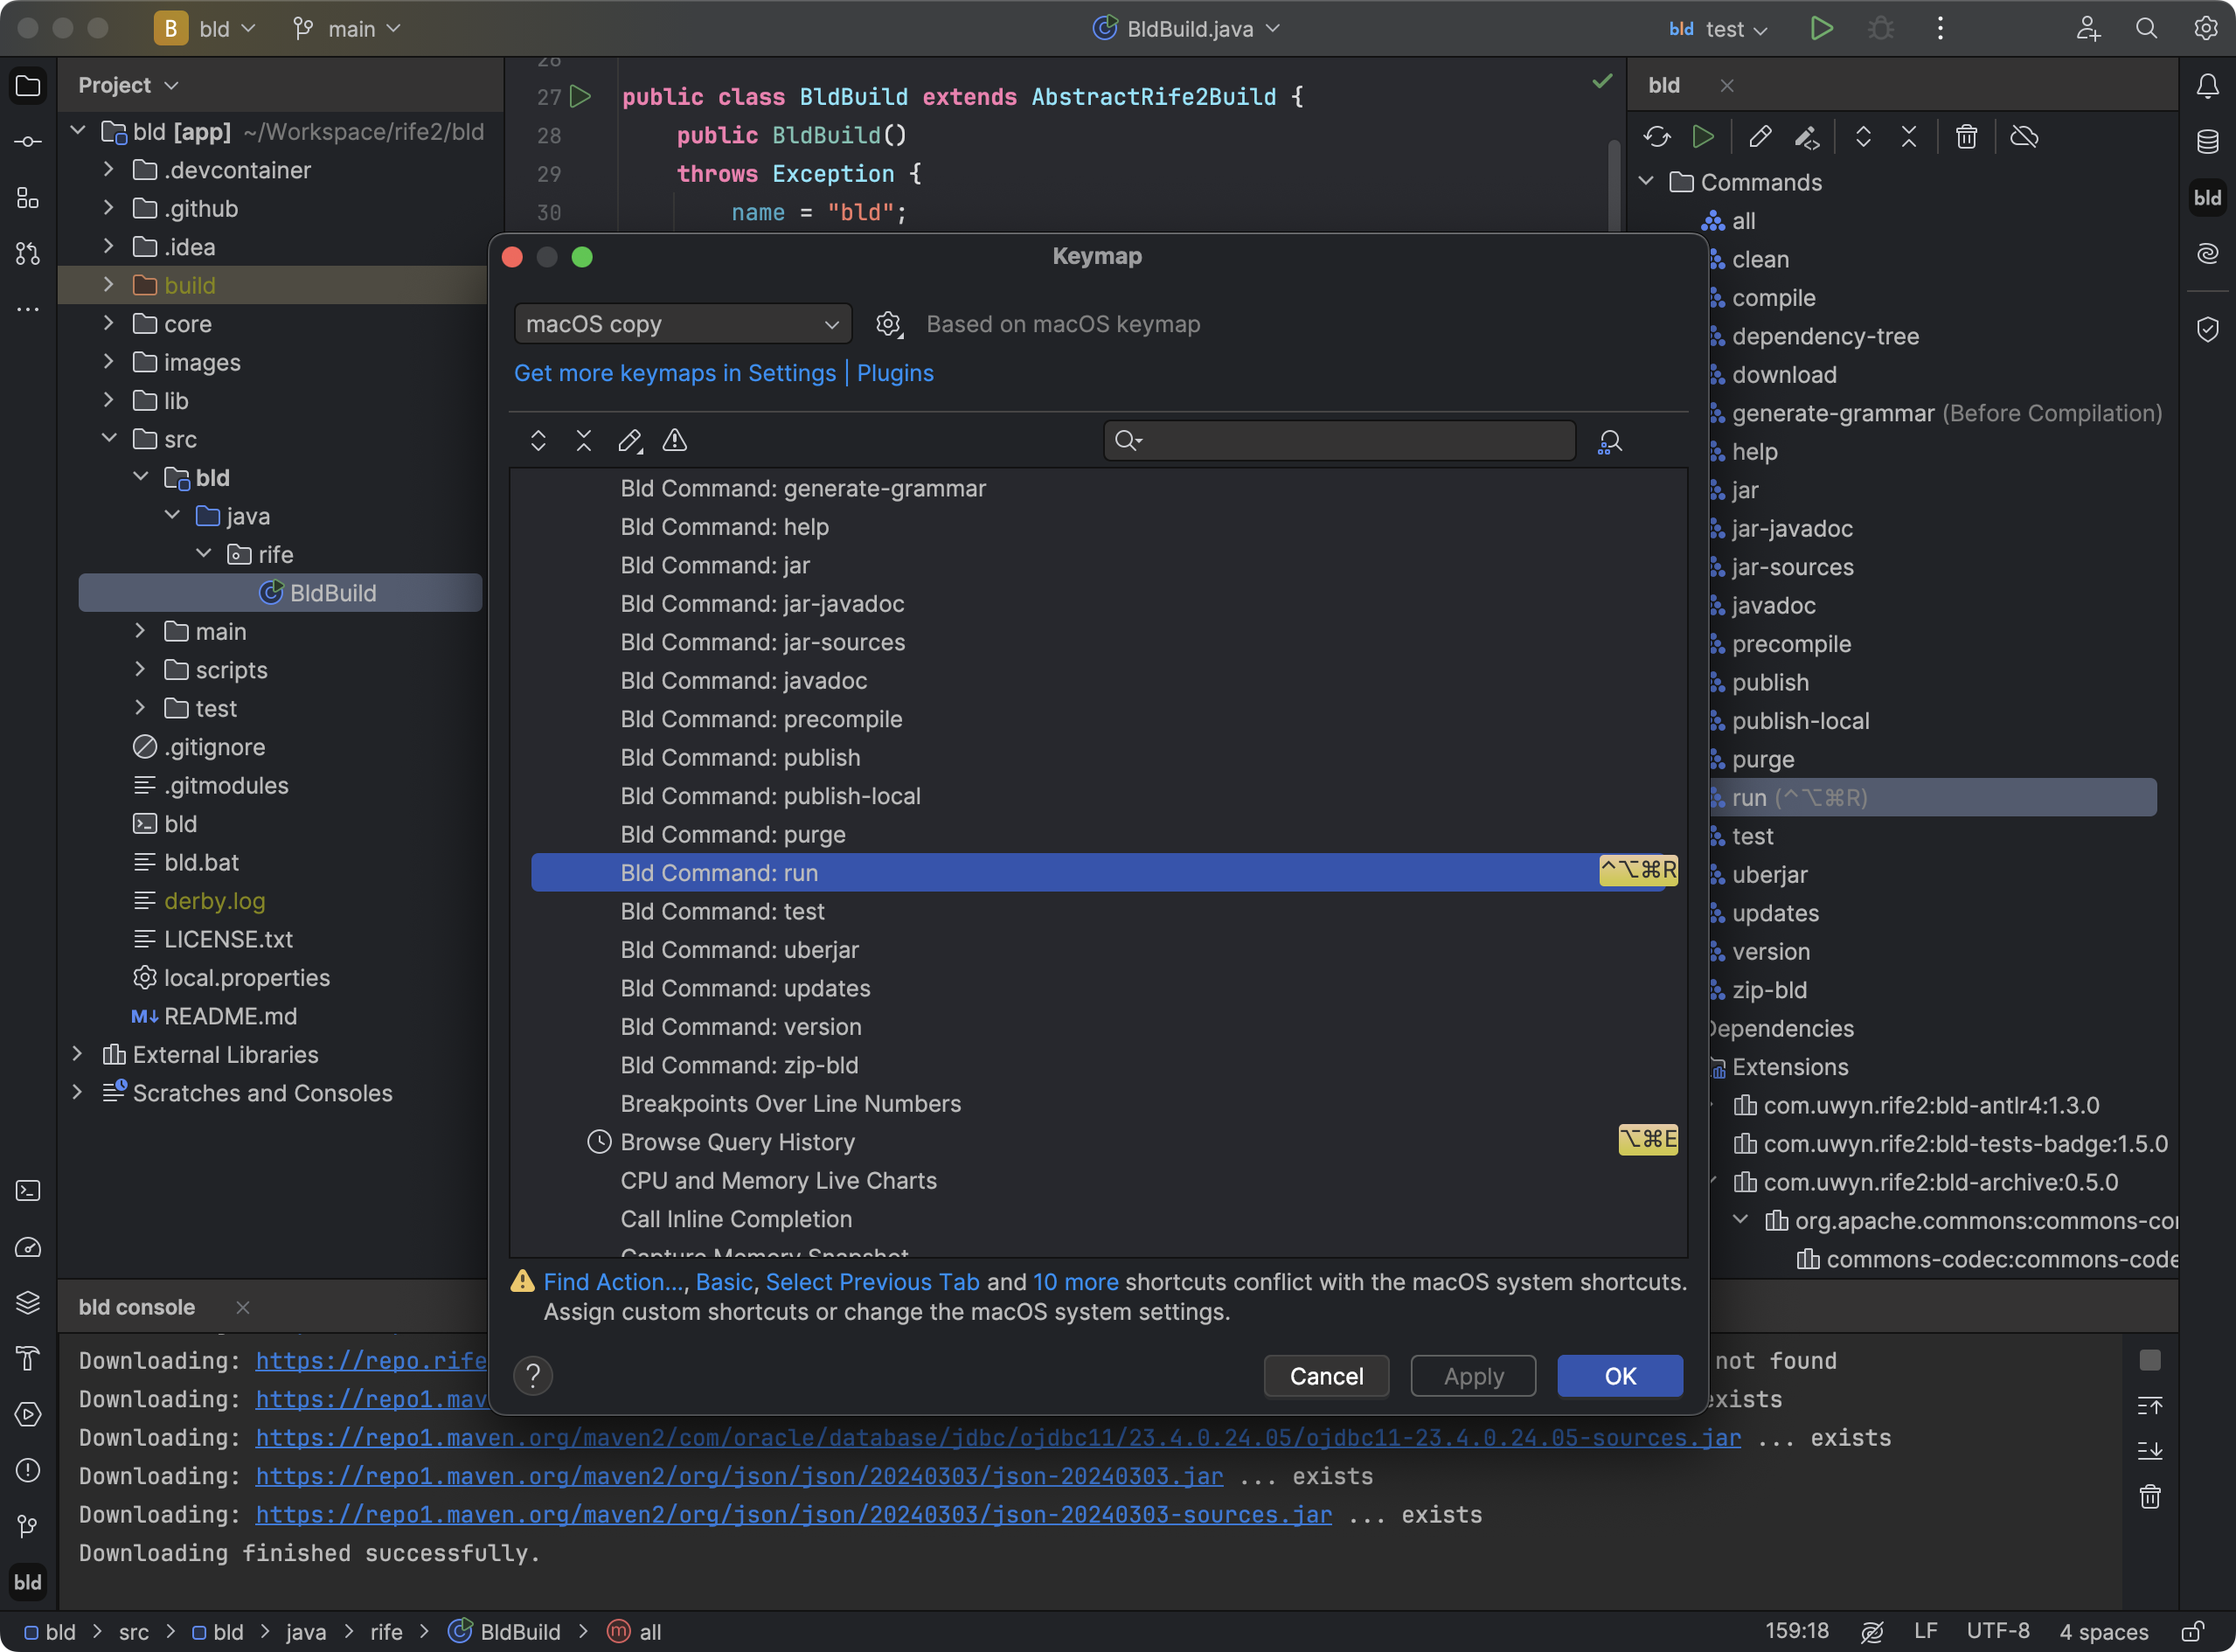 B bld main
BldBuild.java
bld test
Project
bld [app] ~/Workspace/rife2/bld
.devcontainer
.github
.idea
build
core
images
lib
src
bld
java
rife
BldBuild
main
scripts
test
.gitignore
.gitmodules
bld
bld.bat
derby.log
LICENSE.txt
local.properties
M↓ README.md
External Libraries
Scratches and Consoles
27 public class BldBuild extends AbstractRife2Build {
28 public BldBuild()
29 throws Exception {
30 name = "bld";
Keymap
macOS copy
Based on macOS keymap
Get more keymaps in Settings | Plugins
Bld Command: generate-grammar
Bld Command: help
Bld Command: jar
Bld Command: jar-javadoc
Bld Command: jar-sources
Bld Command: javadoc
Bld Command: precompile
Bld Command: publish
Bld Command: publish-local
Bld Command: purge
Bld Command: run ^⌥⌘R
Bld Command: test
Bld Command: uberjar
Bld Command: updates
Bld Command: version
Bld Command: zip-bld
Breakpoints Over Line Numbers
Browse Query History ⌥⌘E
CPU and Memory Live Charts
Call Inline Completion
Capture Memory Snapshot
Find Action..., Basic, Select Previous Tab and 10 more shortcuts conflict with the macOS system shortcuts.
Assign custom shortcuts or change the macOS system settings.
?
Cancel
Apply
OK
bld
Commands
all
clean
compile
dependency-tree
download
generate-grammar (Before Compilation)
help
jar
jar-javadoc
jar-sources
javadoc
precompile
publish
publish-local
purge
run (^⌥⌘R)
test
uberjar
updates
version
zip-bld
Dependencies
Extensions
com.uwyn.rife2:bld-antlr4:1.3.0
com.uwyn.rife2:bld-tests-badge:1.5.0
com.uwyn.rife2:bld-archive:0.5.0
org.apache.commons:commons-co
commons-codec:commons-code
bld
bld console
Downloading: https://repo.rife not found
Downloading: https://repo1.mav exists
Downloading: https://repo1.maven.org/maven2/com/oracle/database/jdbc/ojdbc11/23.4.0.24.05/ojdbc11-23.4.0.24.05-sources.jar ... exists
Downloading: https://repo1.maven.org/maven2/org/json/json/20240303/json-20240303.jar ... exists
Downloading: https://repo1.maven.org/maven2/org/json/json/20240303/json-20240303-sources.jar ... exists
Downloading finished successfully.
bld
bld > src > bld > java > rife > BldBuild > m all
159:18 LF UTF-8 4 spaces